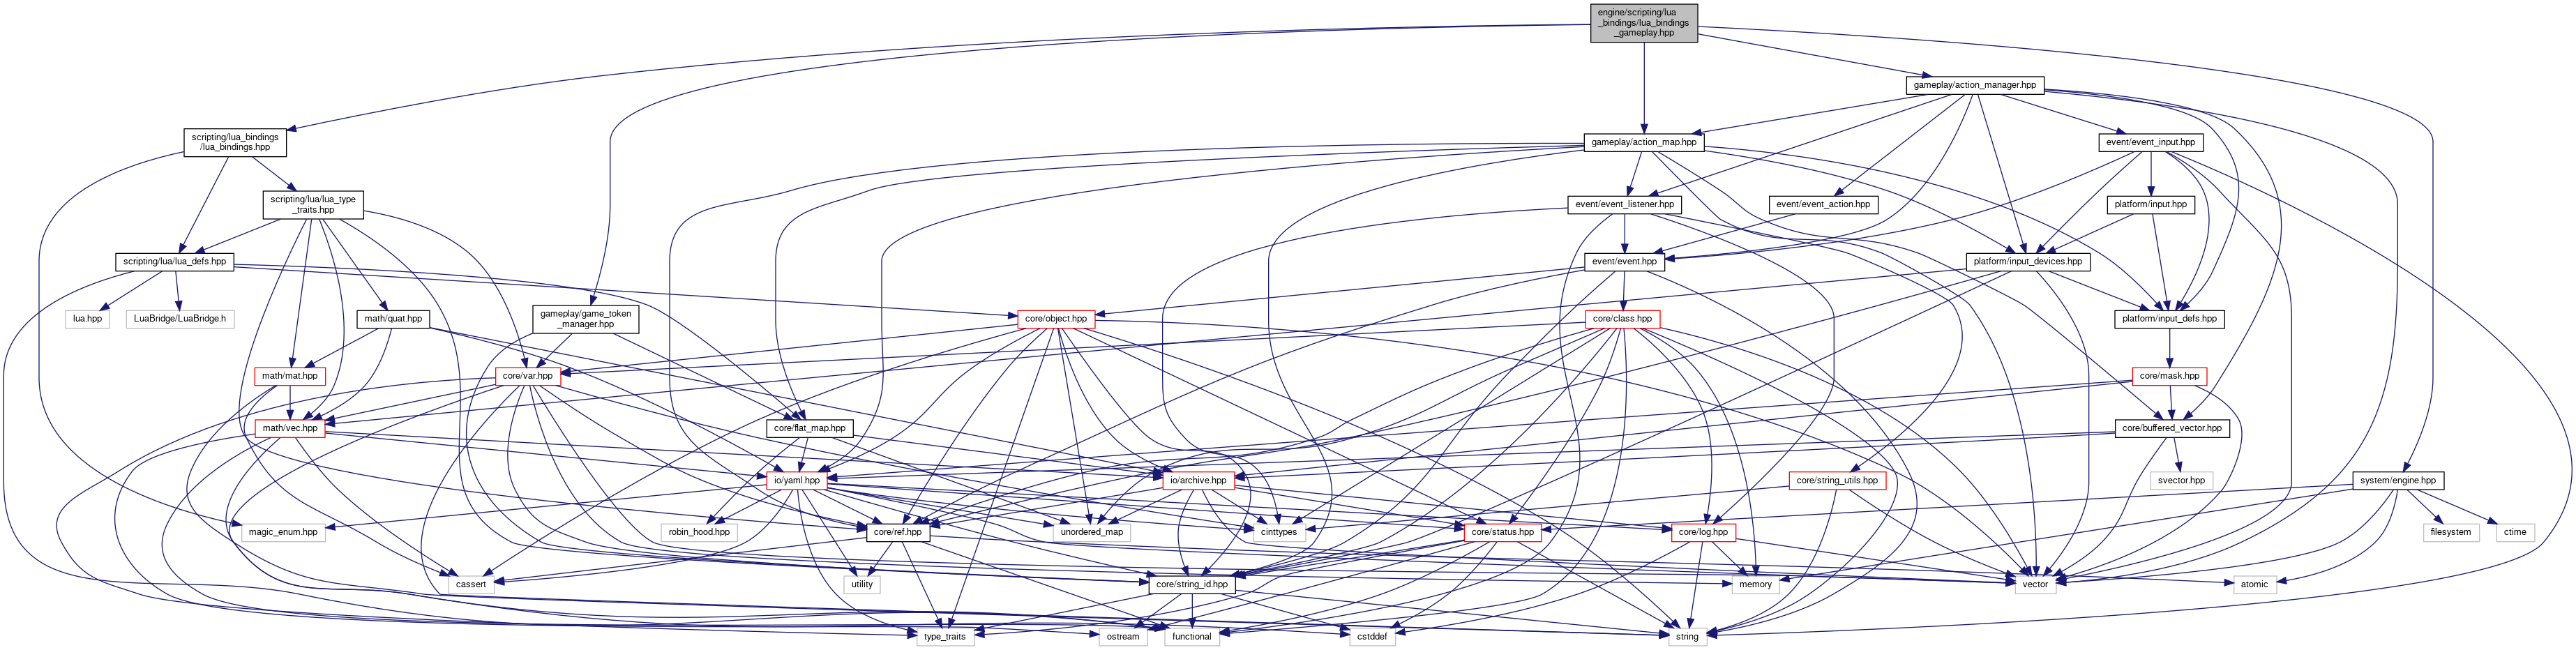 engine/scripting/lua
_bindings/lua_bindings
_gameplay.hpp
gameplay/action_manager.hpp
scripting/lua_bindings
/lua_bindings.hpp
gameplay/action_map.hpp
event/event_input.hpp
scripting/lua/lua_type
_traits.hpp
event/event_listener.hpp
event/event_action.hpp
platform/input.hpp
scripting/lua/lua_defs.hpp
event/event.hpp
platform/input_devices.hpp
lua.hpp
LuaBridge/LuaBridge.h
math/quat.hpp
gameplay/game_token
_manager.hpp
core/object.hpp
core/class.hpp
platform/input_defs.hpp
math/mat.hpp
core/var.hpp
core/mask.hpp
math/vec.hpp
core/flat_map.hpp
core/buffered_vector.hpp
io/yaml.hpp
io/archive.hpp
core/string_utils.hpp
svector.hpp
system/engine.hpp
magic_enum.hpp
robin_hood.hpp
core/ref.hpp
unordered_map
cinttypes
core/status.hpp
core/log.hpp
filesystem
ctime
cassert
utility
core/string_id.hpp
memory
vector
atomic
type_traits
ostream
functional
cstddef
string